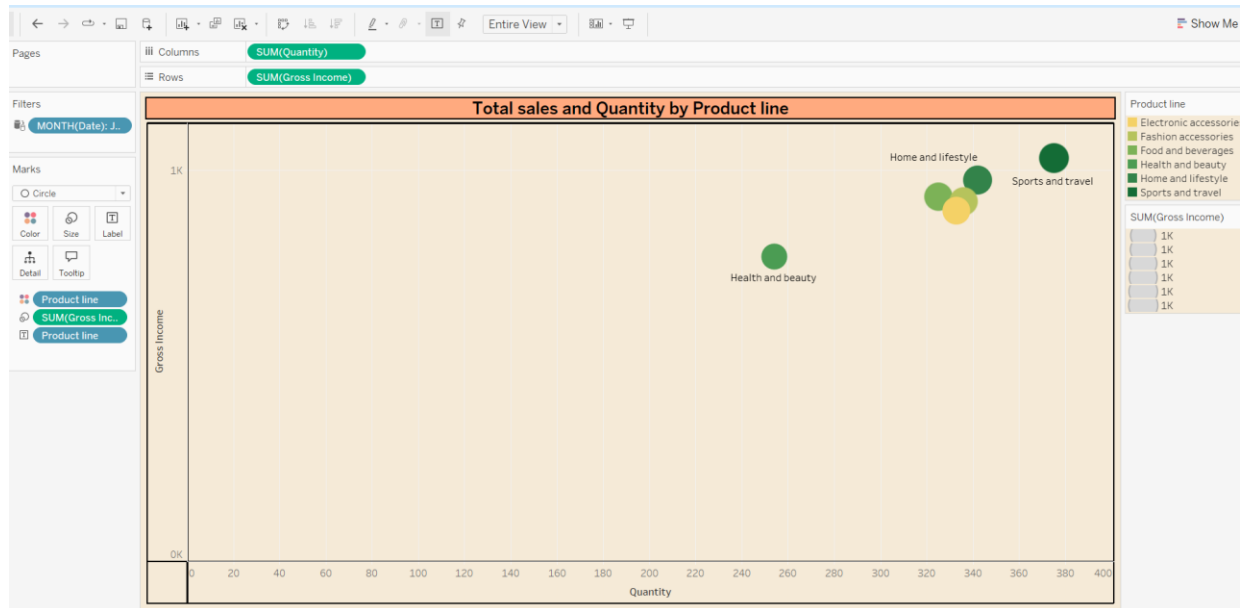 Entire View
Show Me
Pages
Columns
SUM(Quantity)
Rows
SUM(Gross Income)
Filters
MONTH(Date): J..
Marks
Circle
Color
Size
Label
Detail
Tooltip
Product line
SUM(Gross Inc..
Product line
Total sales and Quantity by Product line
1K
0K
Gross Income
Home and lifestyle
Sports and travel
Health and beauty
0 20 40 60 80 100 120 140 160 180 200 220 240 260 280 300 320 340 360 380 400
Quantity
Product line
Electronic accessorie
Fashion accessories
Food and beverages
Health and beauty
Home and lifestyle
Sports and travel
SUM(Gross Income)
1K
1K
1K
1K
1K
1K